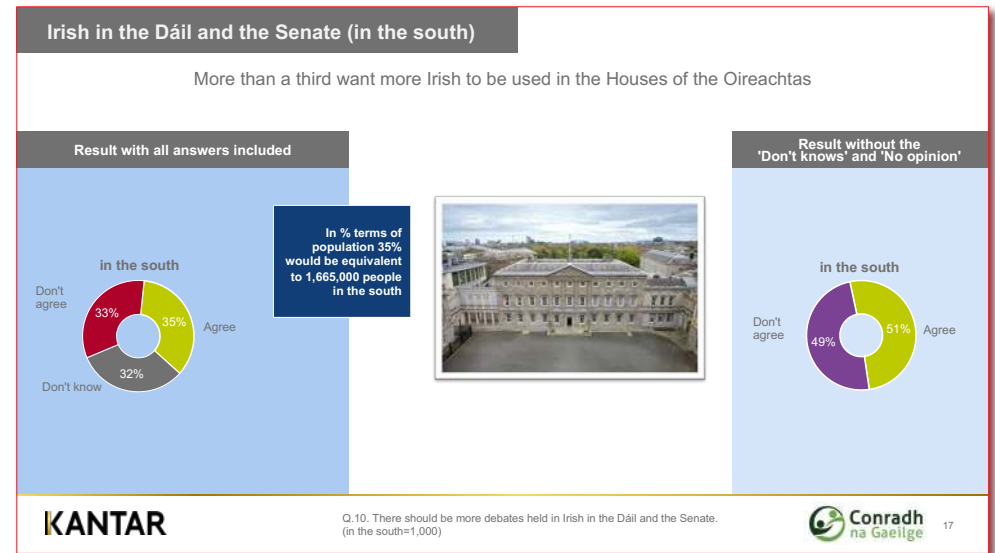 Irish in the Dáil and the Senate (in the south)
More than a third want more Irish to be used in the Houses of the Oireachtas
Result with all answers included
in the south
Don't
agree
33%
35%
Agree
32%
Don't know
In % terms of
population 35%
would be equivalent
to 1,665,000 people
in the south
Result without the
'Don't knows' and 'No opinion'
in the south
Don't
agree
49%
51%
Agree
KANTAR
Q.10. There should be more debates held in Irish in the Dáil and the Senate.
(in the south=1,000)
Conradh
na Gaeilge
17